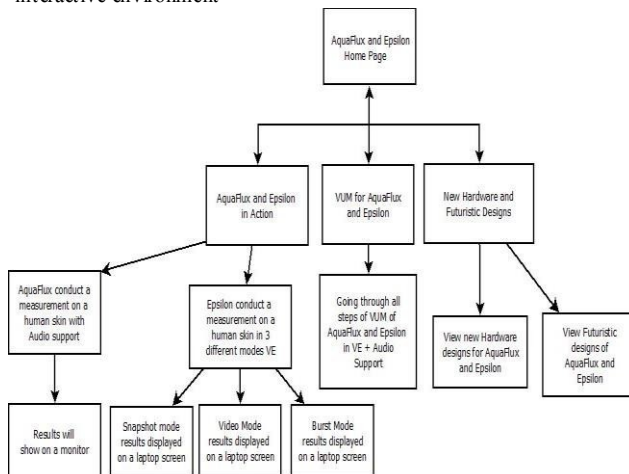 interactive environment
AquaFlux and Epsilon
Home Page
AquaFlux and Epsilon
in Action
VUM for AquaFlux
and Epsilon
New Hardware and
Futuristic Designs
AquaFlux conduct a
measurement on a
human skin with
Audio support
Epsilon conduct a
measurement on a
human skin in 3
different modes VE
Going through all
steps of VUM of
AquaFlux and Epsilon
in VE + Audio
Support
View new Hardware
designs for AquaFlux
and Epsilon
View Futuristic
designs of
AquaFlux and
Epsilon
Results will
show on a monitor
Snapshot mode
results displayed
on a laptop screen
Video Mode
results displayed
on a laptop screen
Burst Mode
results displayed
on a laptop screen